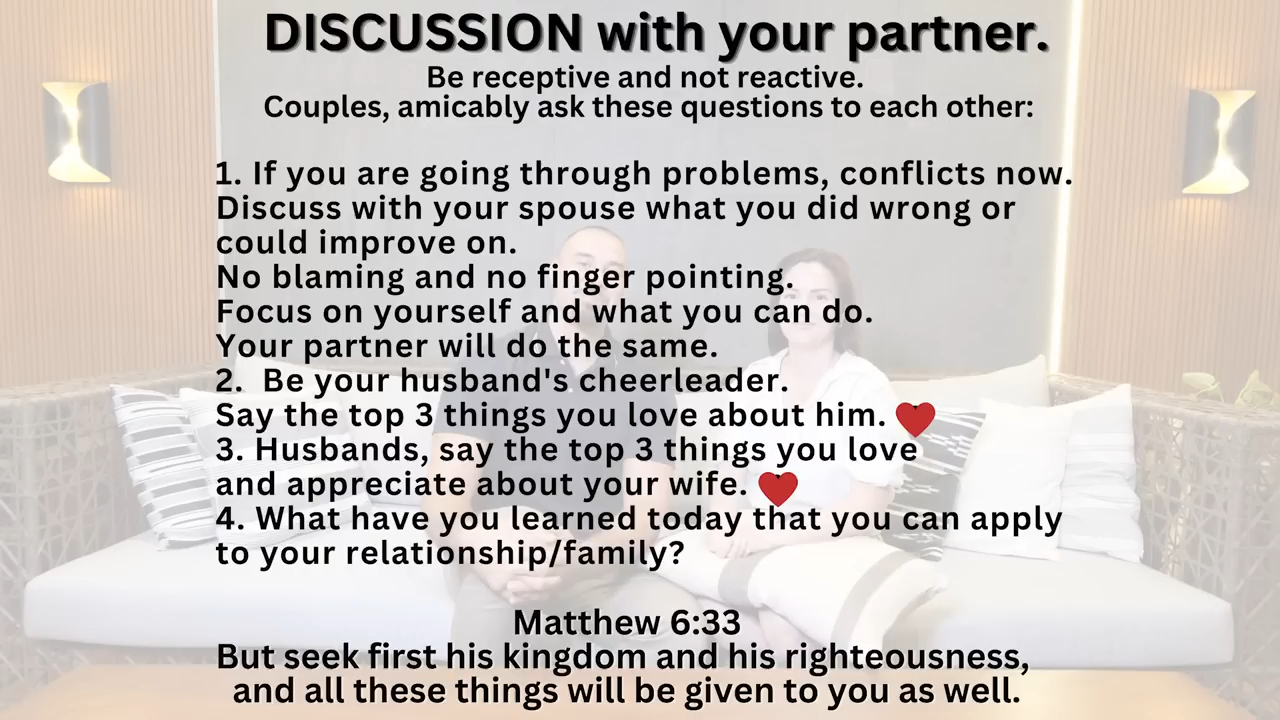 DISCUSSION with your partner.
Be receptive and not reactive.
Couples, amicably ask these questions to each other:
1. If you are going through problems, conflicts now.
Discuss with your spouse what you did wrong or
could improve on.
No blaming and no finger pointing.
Focus on yourself and what you can do.
Your partner will do the same.
2.  Be your husband's cheerleader.
Say the top 3 things you love about him. ❤️
3. Husbands, say the top 3 things you love
and appreciate about your wife. ❤️
4. What have you learned today that you can apply
to your relationship/family?
Matthew 6:33
But seek first his kingdom and his righteousness,
and all these things will be given to you as well.